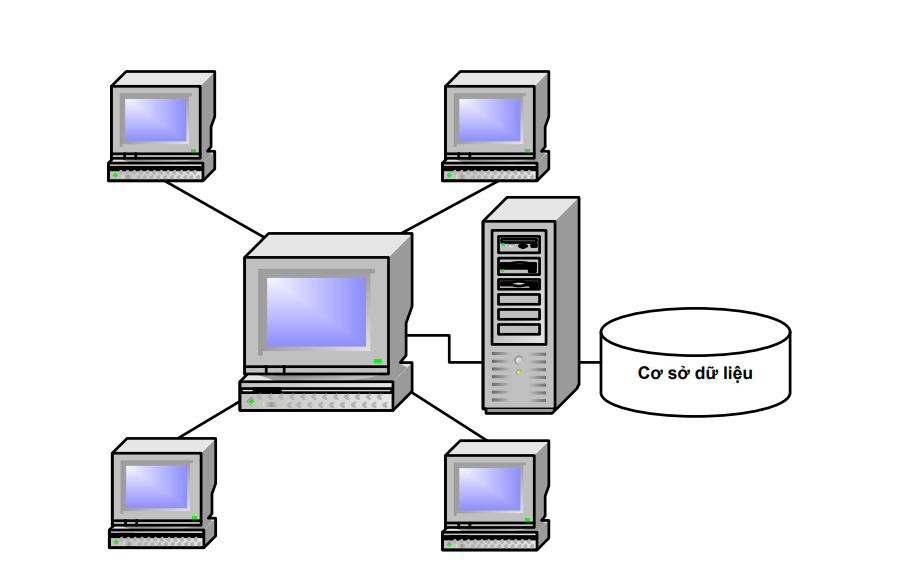 Cơ sở dữ liệu